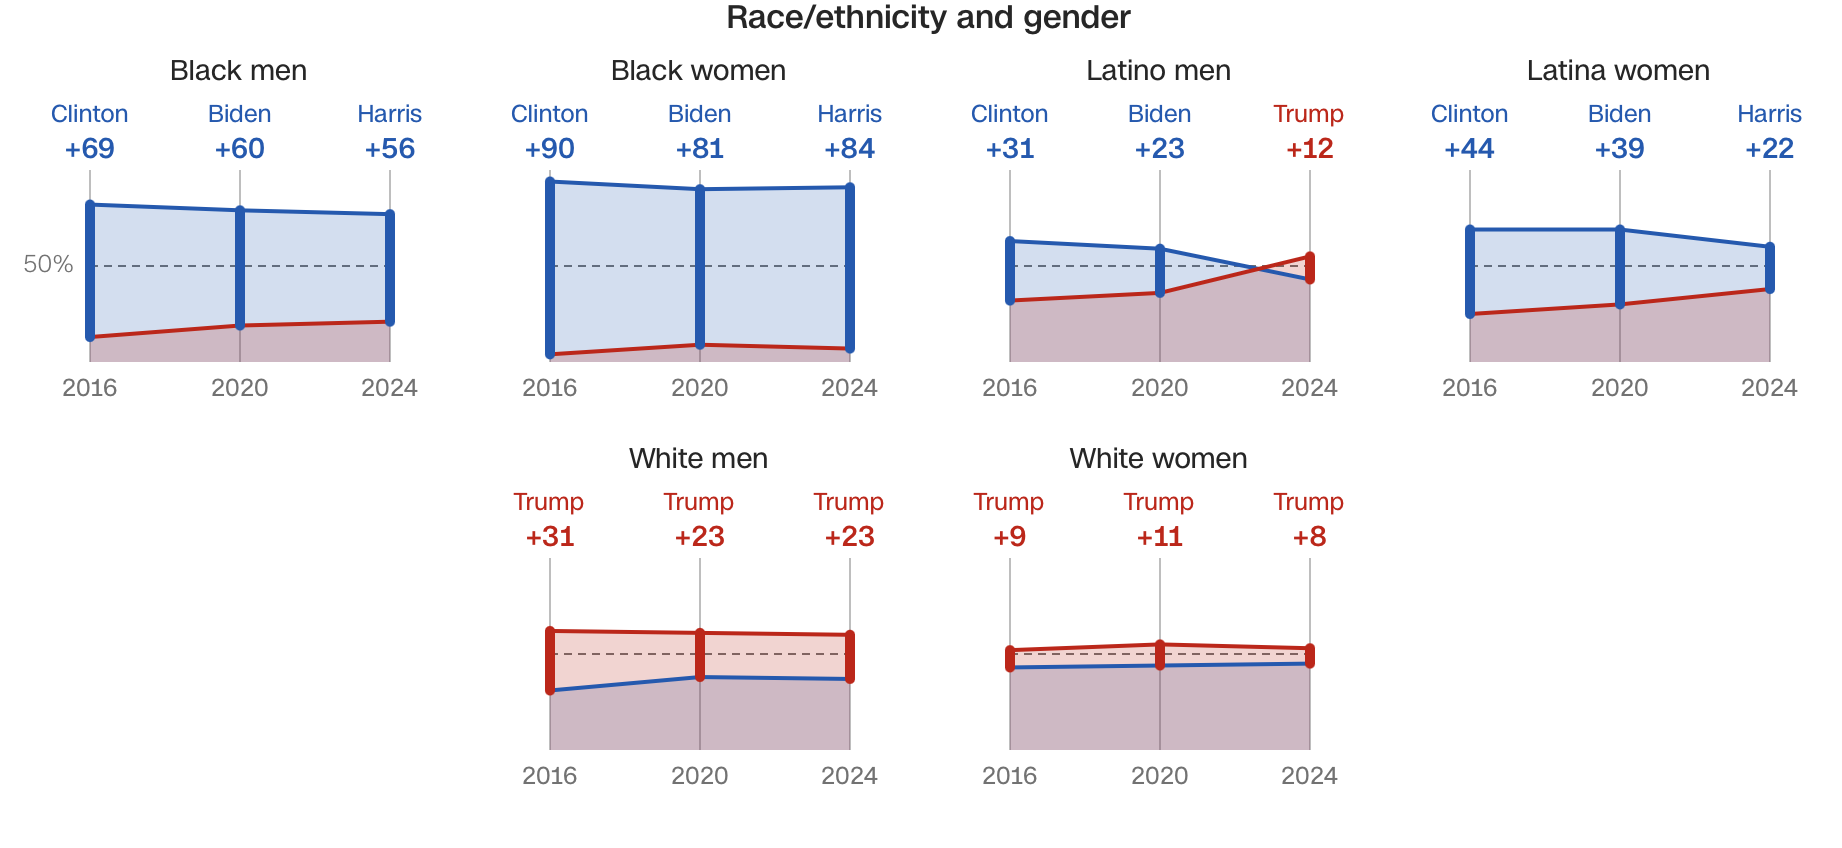 Race/ethnicity and gender
Black men
Black women
Latino men
Latina women
Clinton Biden Harris
+69 +60 +56
Clinton Biden Harris
+90 +81 +84
Clinton Biden Trump
+31 +23 +12
Clinton Biden Harris
+44 +39 +22
50%
2016 2020 2024
2016 2020 2024
2016 2020 2024
2016 2020 2024
White men
White women
Trump Trump Trump
+31 +23 +23
Trump Trump Trump
+9 +11 +8
2016 2020 2024
2016 2020 2024